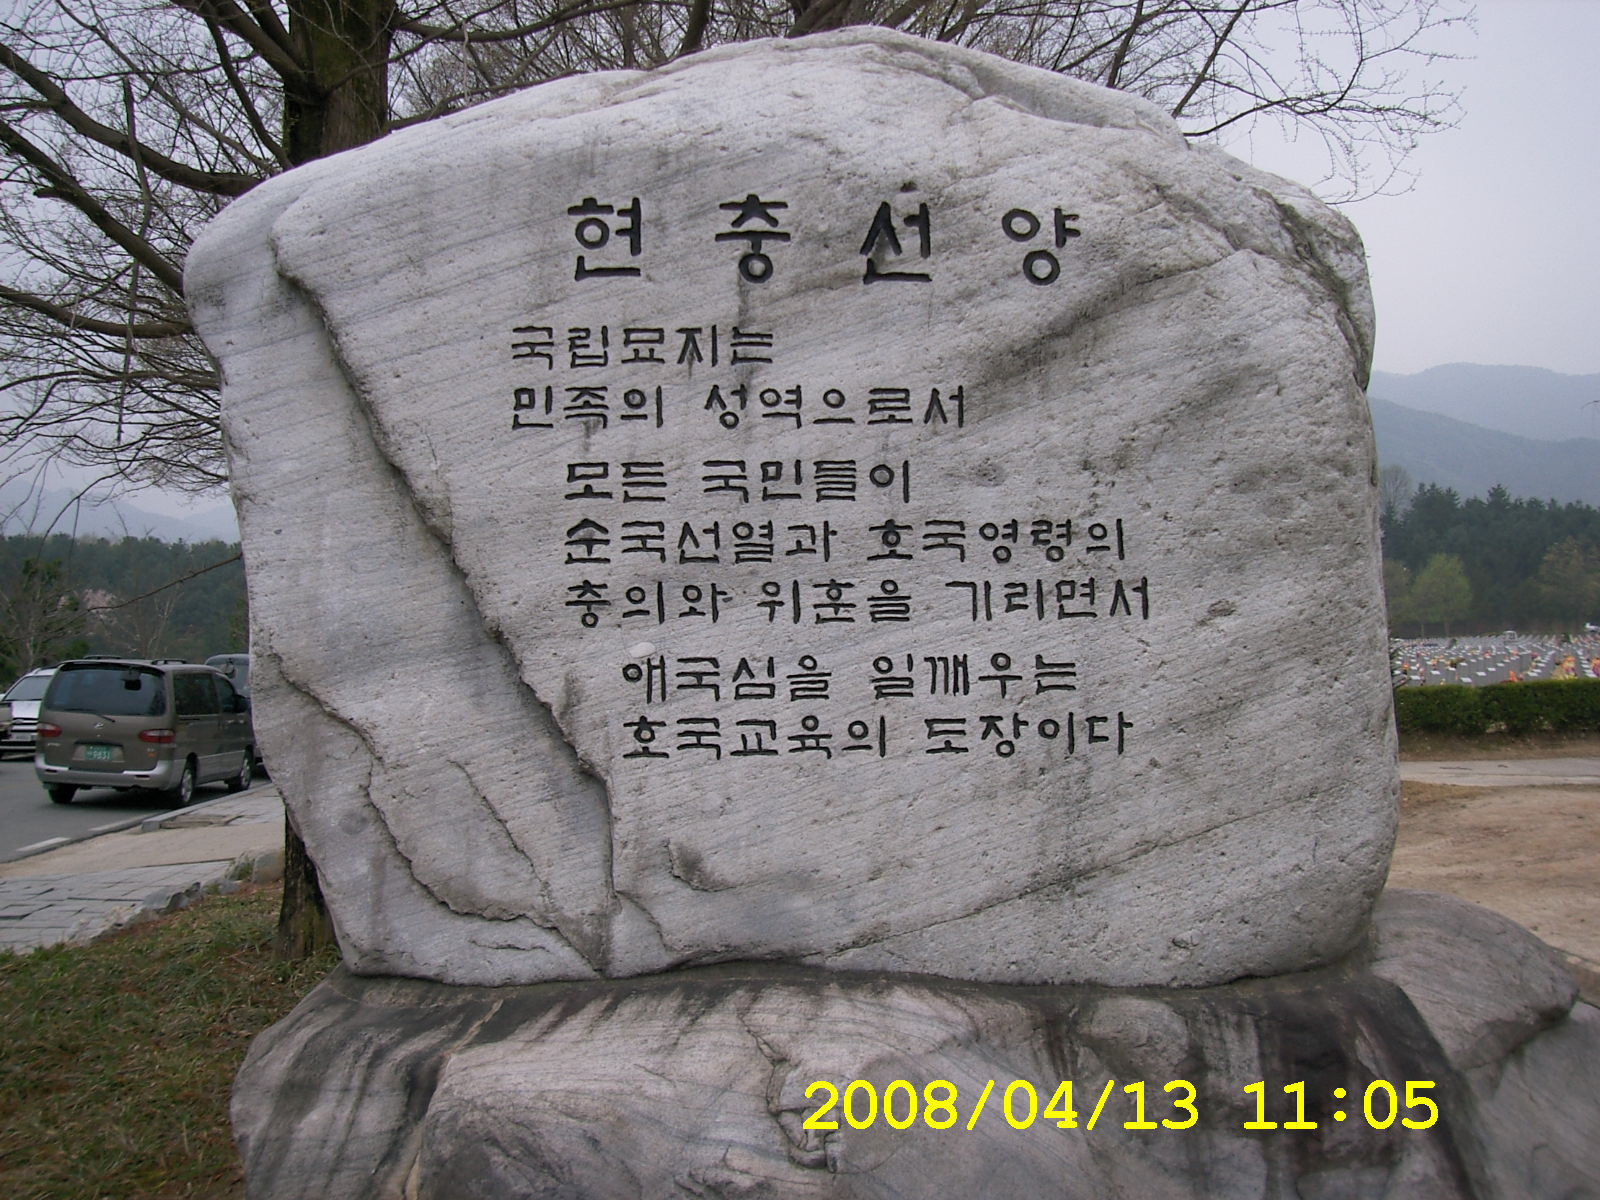 현충선양
국립묘지는
민족의 성역으로서
모든 국민들이
순국선열과 호국영령의
충의와 위훈을 기리면서
애국심을 일깨우는
호국교육의 도장이다
9831
2008/04/13 11:05